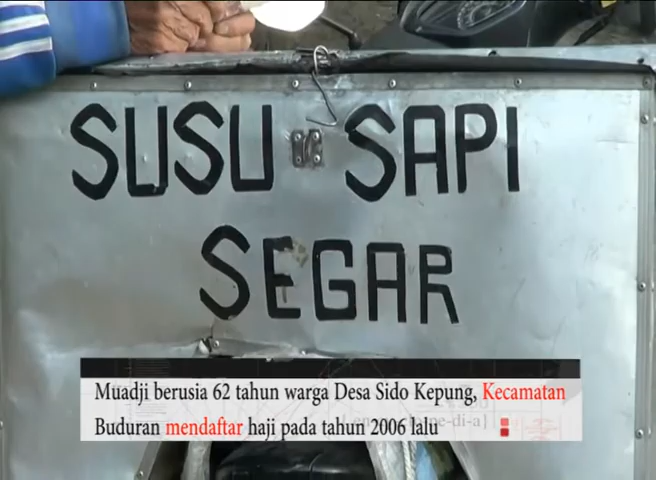 SUSU SAPI
SEGAR
Muadji berusia 62 tahun warga Desa Sido Kepung, Kecamatan
Buduran mendaftar haji pada tahun 2006 lalu